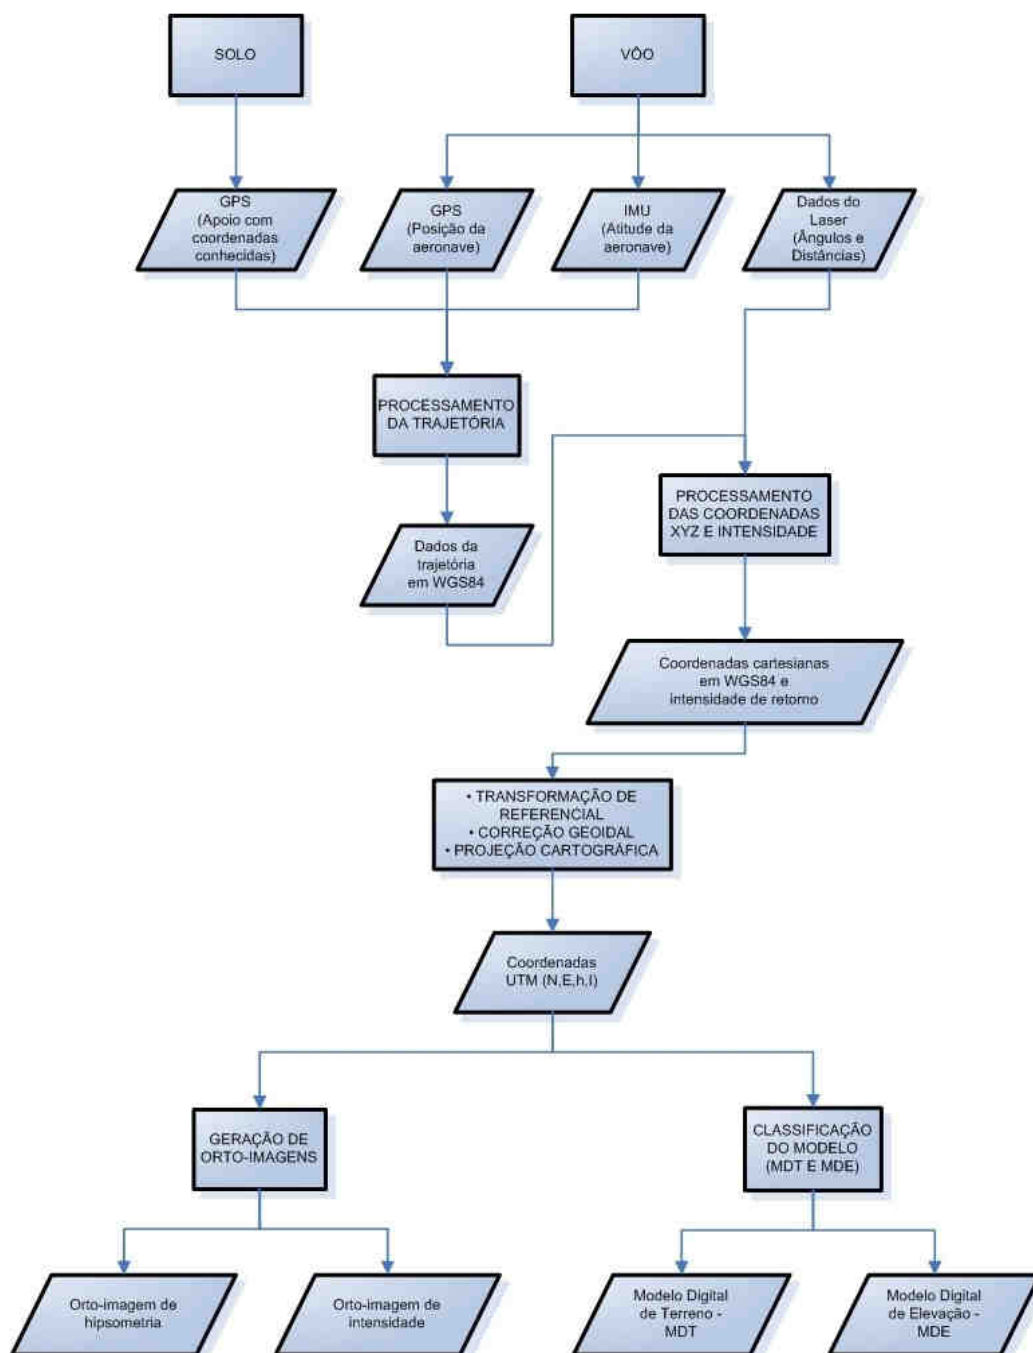 SOLO
VÔO
GPS
(Apoio com
coordenadas
conhecidas)
GPS
(Posição da
aeronave)
IMU
(Atitude da
aeronave)
Dados do
Laser
(Ângulos e
Distâncias)
PROCESSAMENTO
DA TRAJETÓRIA
PROCESSAMENTO
DAS COORDENADAS
XYZ E INTENSIDADE
Dados da
trajetória
em WGS84
Coordenadas cartesianas
em WGS84 e
intensidade de retorno
• TRANSFORMAÇÃO DE
REFERENCIAL
• CORREÇÃO GEOIDAL
• PROJEÇÃO CARTOGRÁFICA
Coordenadas
UTM (N,E,h,I)
GERAÇÃO DE
ORTO-IMAGENS
CLASSIFICAÇÃO
DO MODELO
(MDT E MDE)
Orto-imagem de
hipsometria
Orto-imagem de
intensidade
Modelo Digital
de Terreno -
MDT
Modelo Digital
de Elevação -
MDE